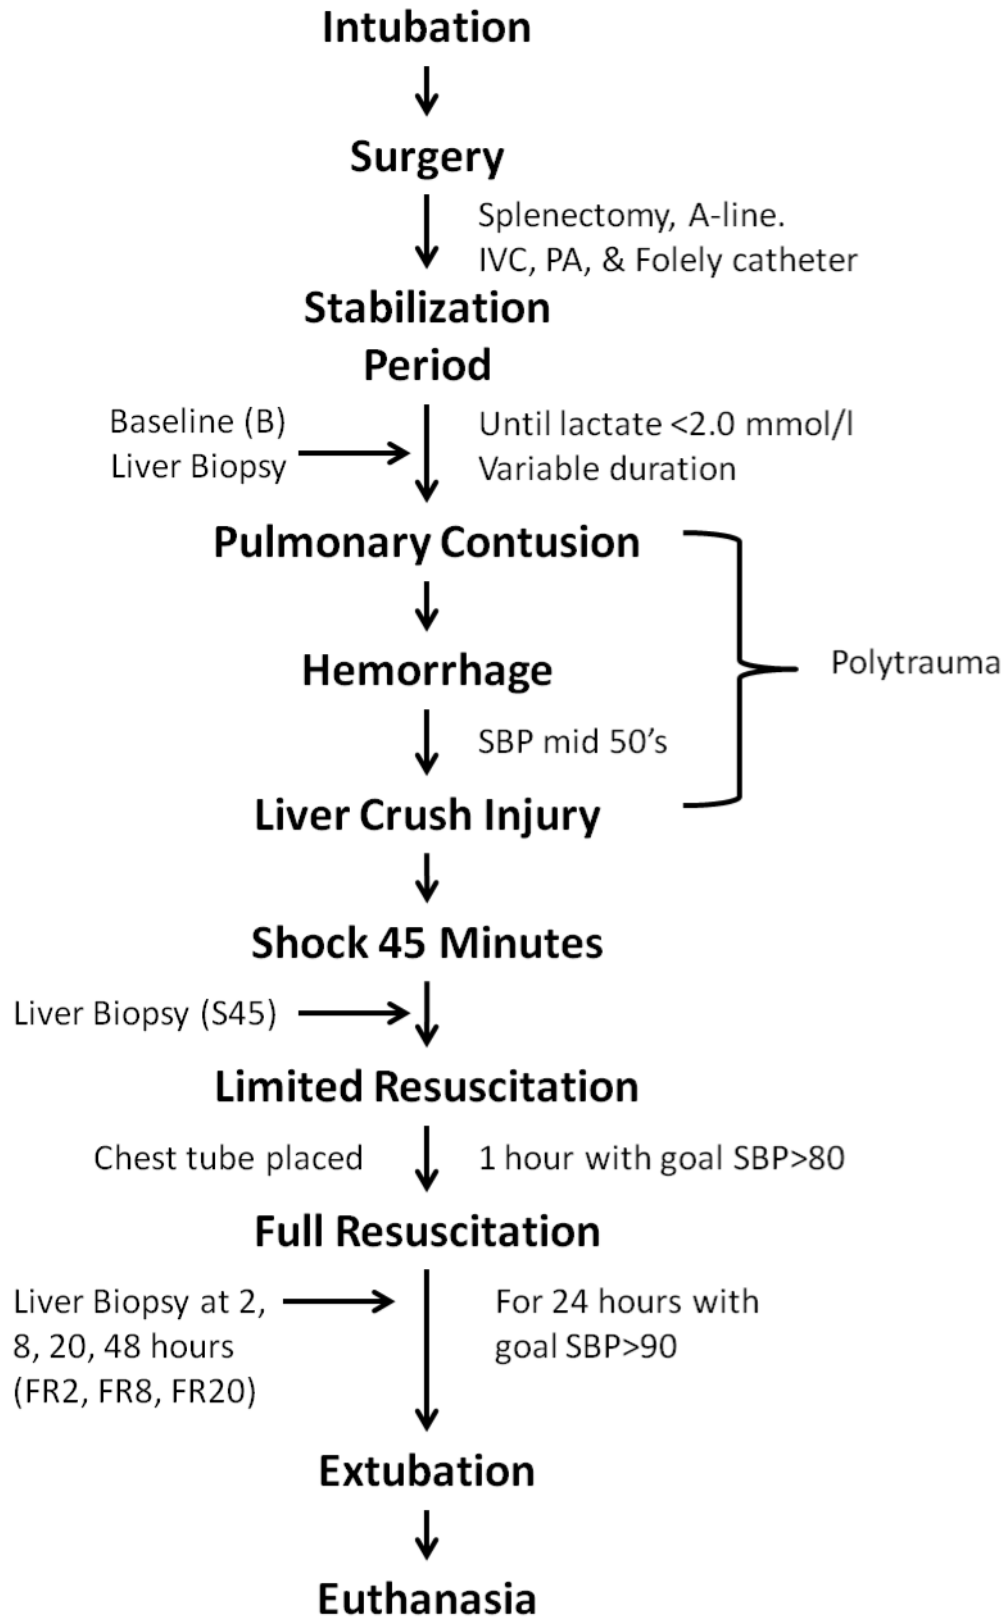 Intubation
Surgery
Splenectomy, A-line.
IVC, PA, & Folely catheter
Stabilization
Period
Baseline (B)
Liver Biopsy
Until lactate <2.0 mmol/l
Variable duration
Pulmonary Contusion
Hemorrhage
Polytrauma
SBP mid 50's
Liver Crush Injury
Shock 45 Minutes
Liver Biopsy (S45)
Limited Resuscitation
Chest tube placed
1 hour with goal SBP>80
Full Resuscitation
Liver Biopsy at 2,
8, 20, 48 hours
(FR2, FR8, FR20)
For 24 hours with
goal SBP>90
Extubation
Euthanasia